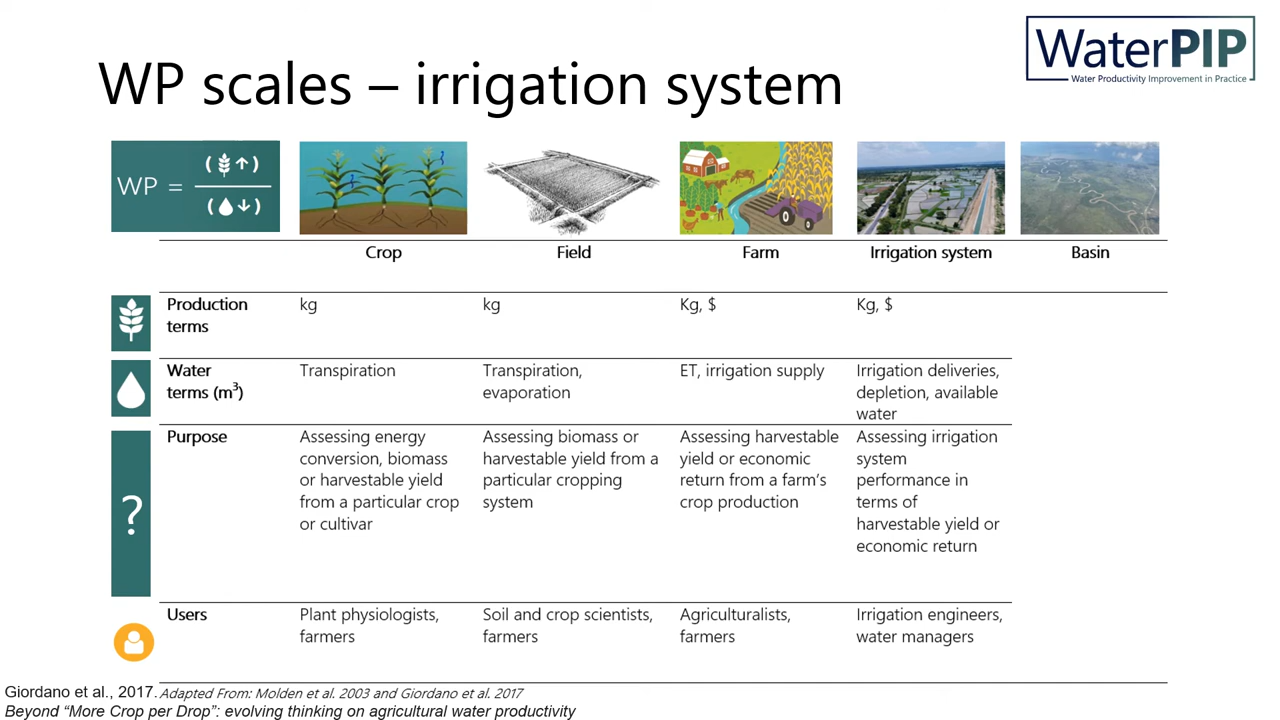 WaterPIP
Water Productivity Improvement in Practice
WP scales – irrigation system
WP = ( ↑) / ( ↓)
Crop
Field
Farm
Irrigation system
Basin
Production
terms
kg
kg
Kg, $
Kg, $
Water
terms (m³)
Transpiration
Transpiration,
evaporation
ET, irrigation supply
Irrigation deliveries,
depletion, available
water
Purpose
Assessing energy
conversion, biomass
or harvestable yield
from a particular crop
or cultivar
Assessing biomass or
harvestable yield from a
particular cropping
system
Assessing harvestable
yield or economic
return from a farm's
crop production
Assessing irrigation
system
performance in
terms of
harvestable yield or
economic return
?
Users
Plant physiologists,
farmers
Soil and crop scientists,
farmers
Agriculturalists,
farmers
Irrigation engineers,
water managers
Giordano et al., 2017. Adapted From: Molden et al. 2003 and Giordano et al. 2017
Beyond “More Crop per Drop”: evolving thinking on agricultural water productivity